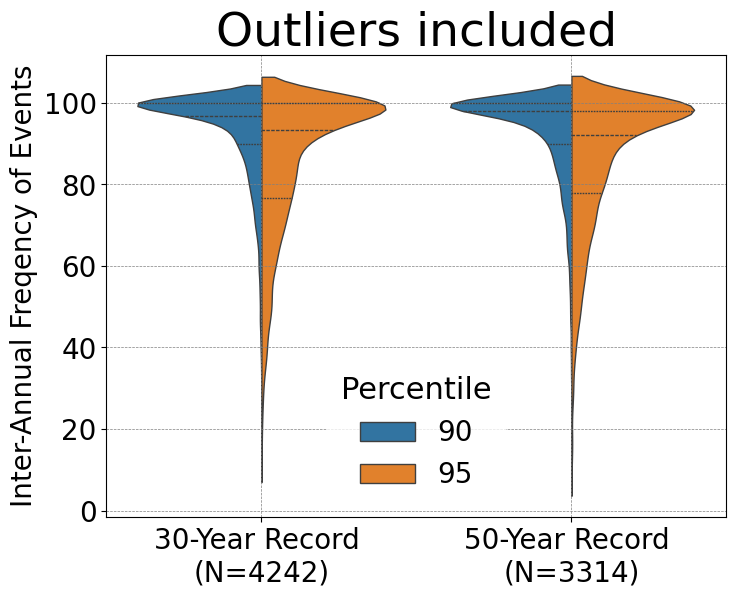 Outliers included
Inter-Annual Freqency of Events
100
80
60
40
20
0
Percentile
90
95
30-Year Record
(N=4242)
50-Year Record
(N=3314)